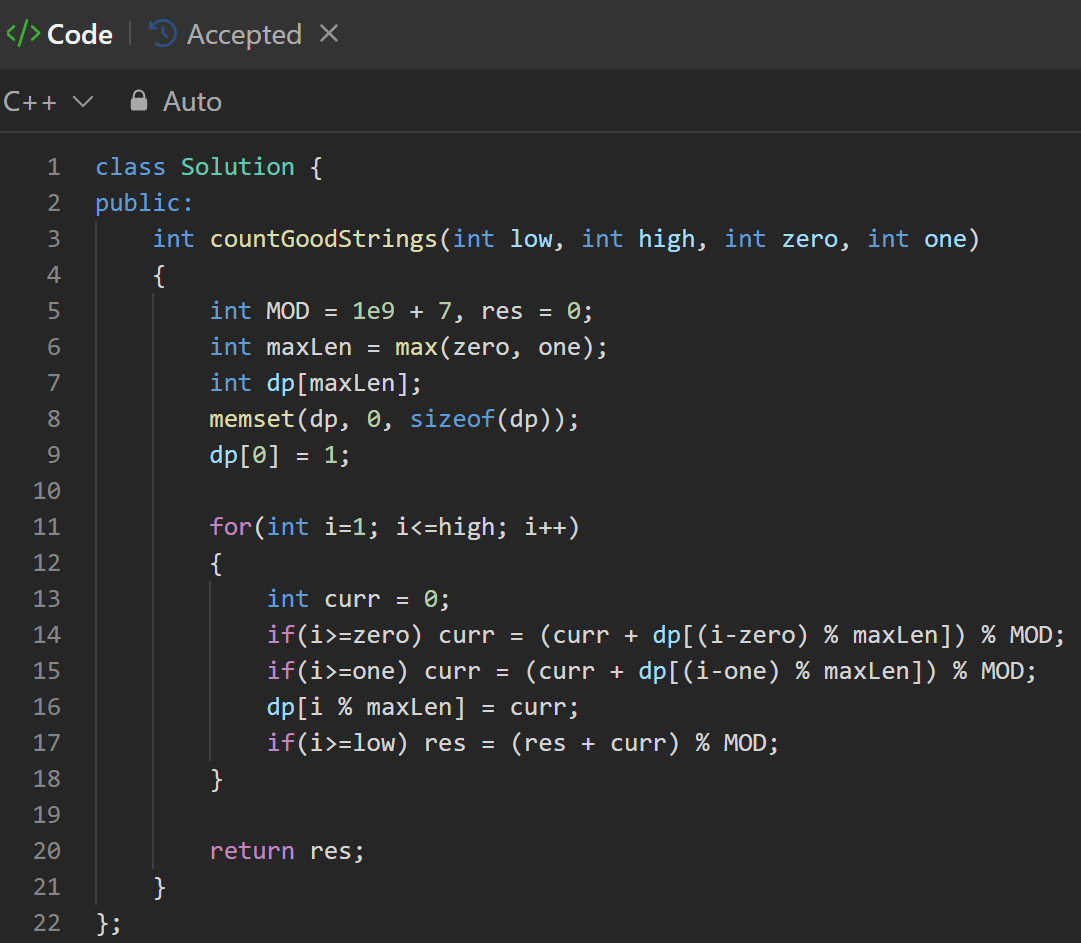 </> Code | Accepted ×
C++ Auto
1 class Solution {
2 public:
3     int countGoodStrings(int low, int high, int zero, int one)
4     {
5         int MOD = 1e9 + 7, res = 0;
6         int maxLen = max(zero, one);
7         int dp[maxLen];
8         memset(dp, 0, sizeof(dp));
9         dp[0] = 1;
10
11         for(int i=1; i<=high; i++)
12         {
13             int curr = 0;
14             if(i>=zero) curr = (curr + dp[(i-zero) % maxLen]) % MOD;
15             if(i>=one) curr = (curr + dp[(i-one) % maxLen]) % MOD;
16             dp[i % maxLen] = curr;
17             if(i>=low) res = (res + curr) % MOD;
18         }
19
20         return res;
21     }
22 };